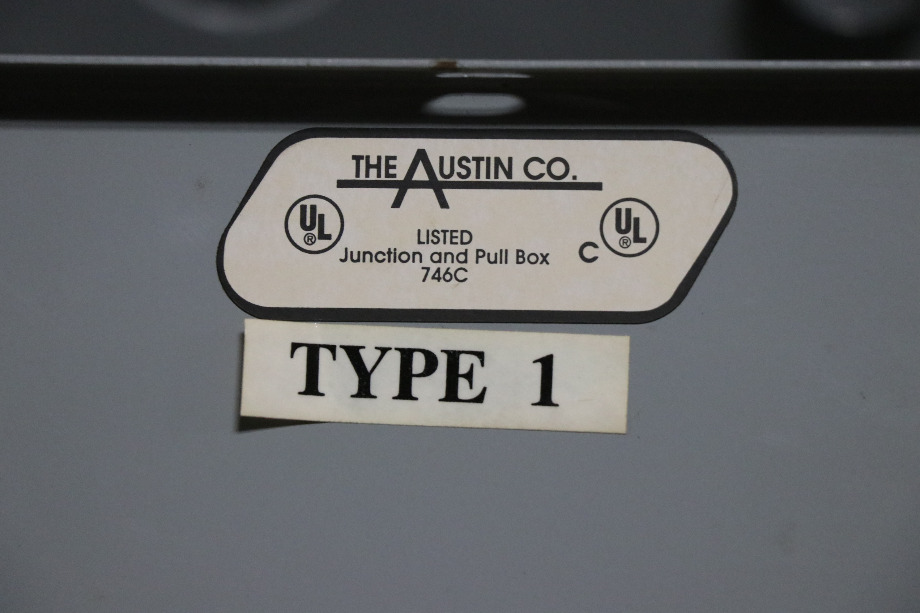 THE AUSTIN CO.
UL ®
C UL ®
LISTED
Junction and Pull Box
746C
TYPE 1